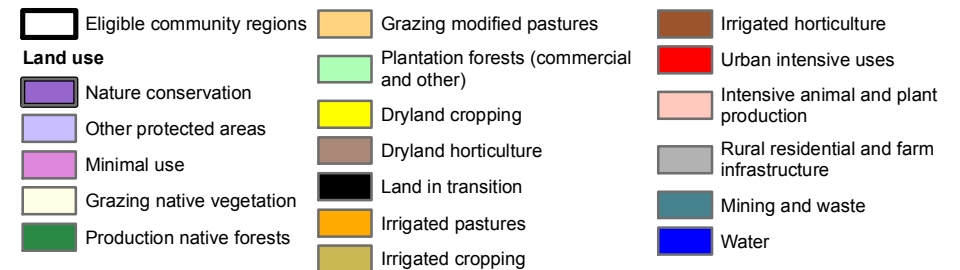 Eligible community regions
Land use
Nature conservation
Other protected areas
Minimal use
Grazing native vegetation
Production native forests
Grazing modified pastures
Plantation forests (commercial
and other)
Dryland cropping
Dryland horticulture
Land in transition
Irrigated pastures
Irrigated cropping
Irrigated horticulture
Urban intensive uses
Intensive animal and plant
production
Rural residential and farm
infrastructure
Mining and waste
Water